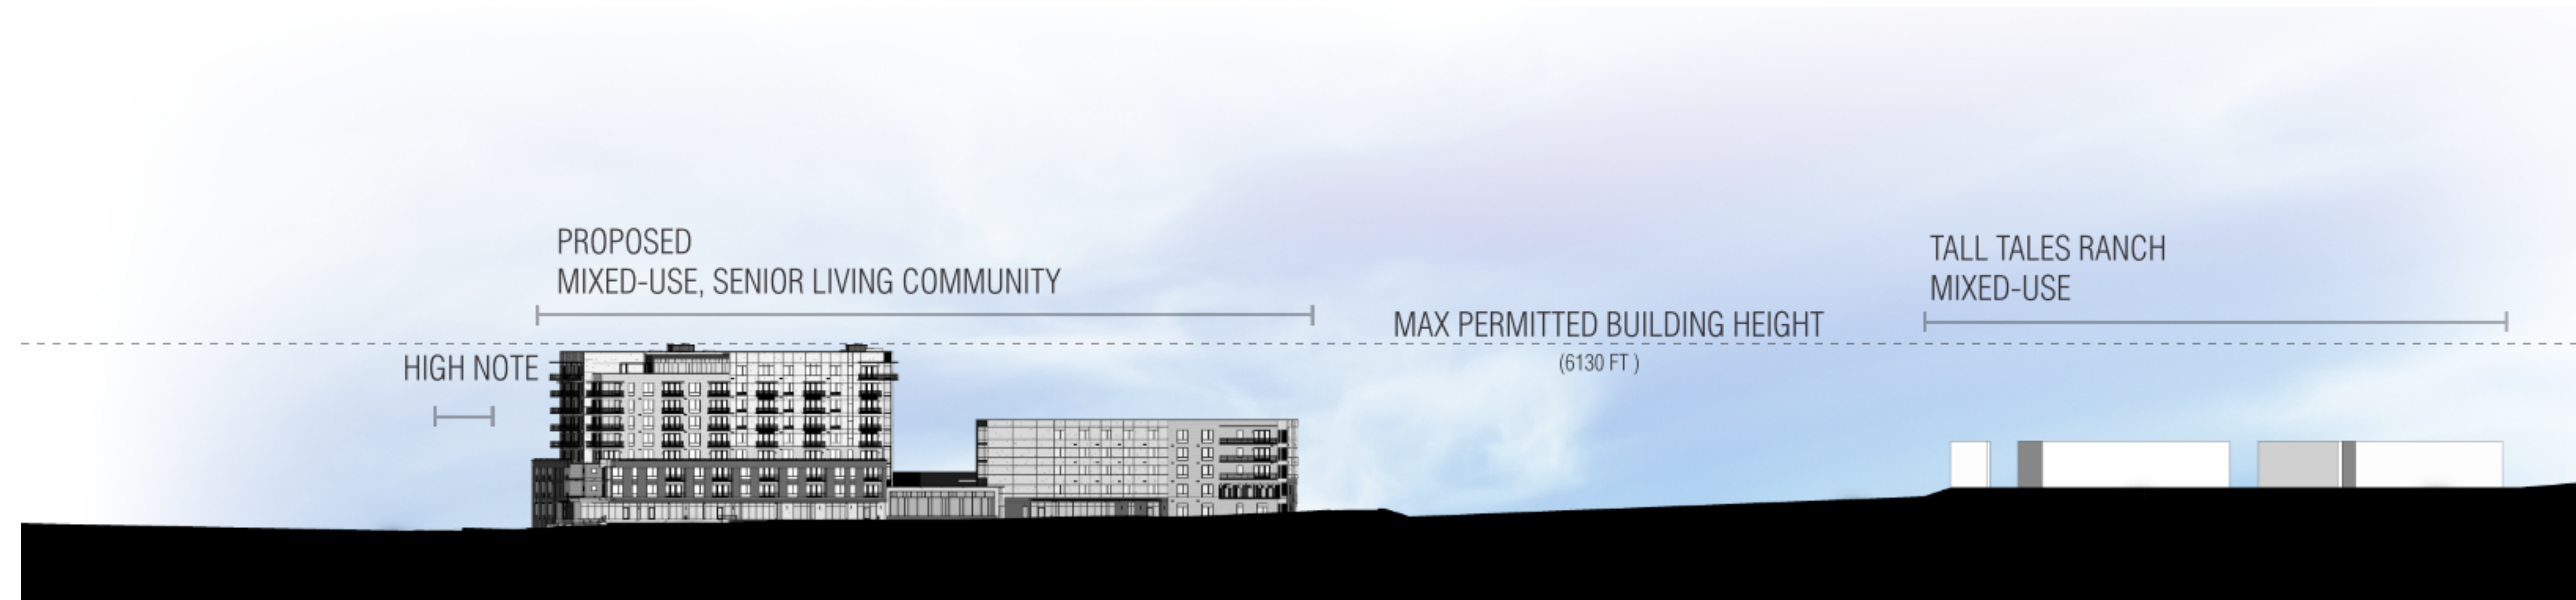 PROPOSED
MIXED-USE, SENIOR LIVING COMMUNITY
TALL TALES RANCH
MIXED-USE
MAX PERMITTED BUILDING HEIGHT
(6130 FT )
HIGH NOTE